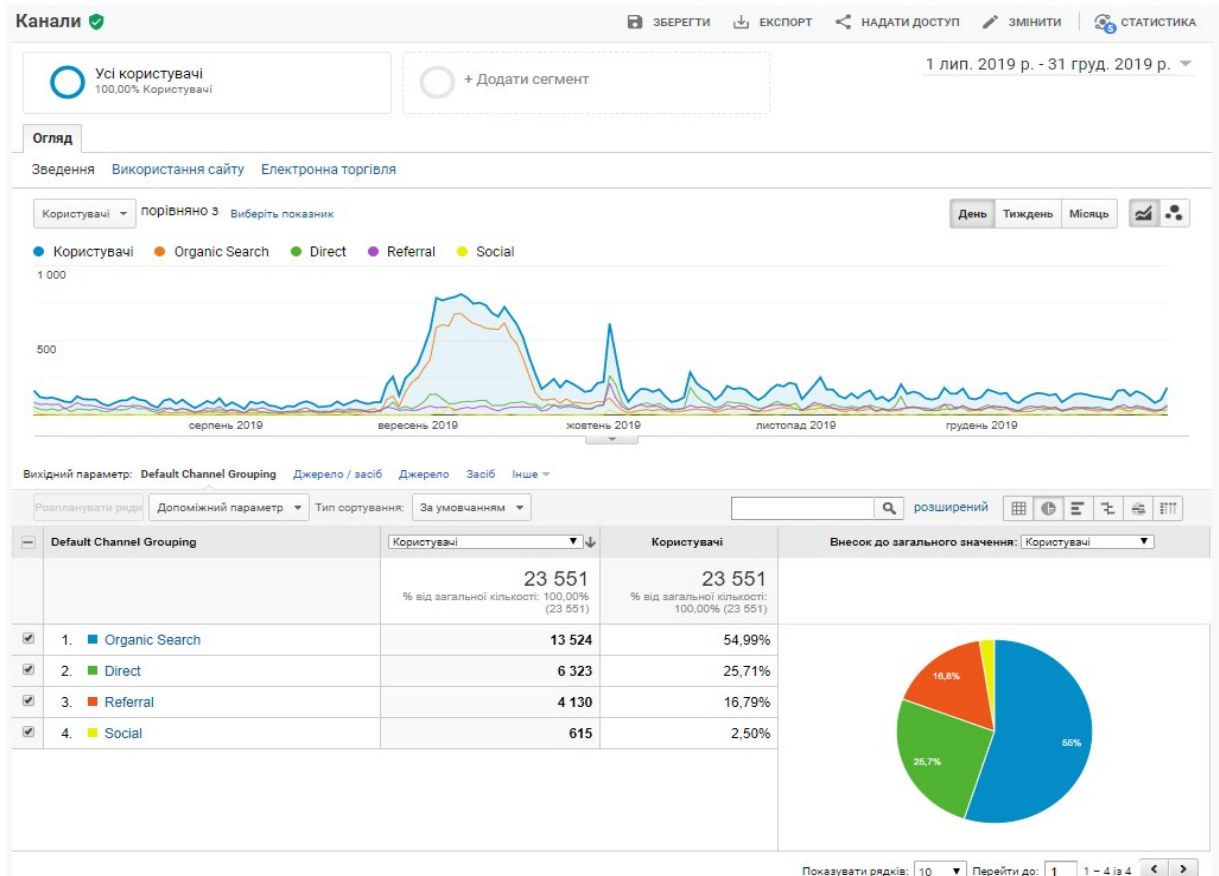 Канали
ЗБЕРЕГТИ ЕКСПОРТ НАДАТИ ДОСТУП ЗМІНИТИ 5 СТАТИСТИКА
Усі користувачі
100,00% Користувачі
+ Додати сегмент
1 лип. 2019 р. - 31 груд. 2019 р.
Огляд
Зведення Використання сайту Електронна торгівля
Користувачі порівняно з Виберіть показник
День Тиждень Місяць
Користувачі Organic Search Direct Referral Social
1 000
500
серпень 2019 вересень 2019 жовтень 2019 листопад 2019 грудень 2019
Вихідний параметр: Default Channel Grouping Джерело / засіб Джерело Засіб Інше
Розпланувати ряди Допоміжний параметр Тип сортування: За умовчанням розширений
Default Channel Grouping Користувачі Користувачі Внесок до загального значення: Користувачі
23 551 23 551
% від загальної кількості: 100,00% % від загальної кількості:
(23 551) 100,00% (23 551)
1. Organic Search 13 524 54,99%
2. Direct 6 323 25,71%
3. Referral 4 130 16,79%
4. Social 615 2,50%
16,8%
55%
25,7%
Показувати рядків: 10 Перейти до: 1 1 – 4 із 4